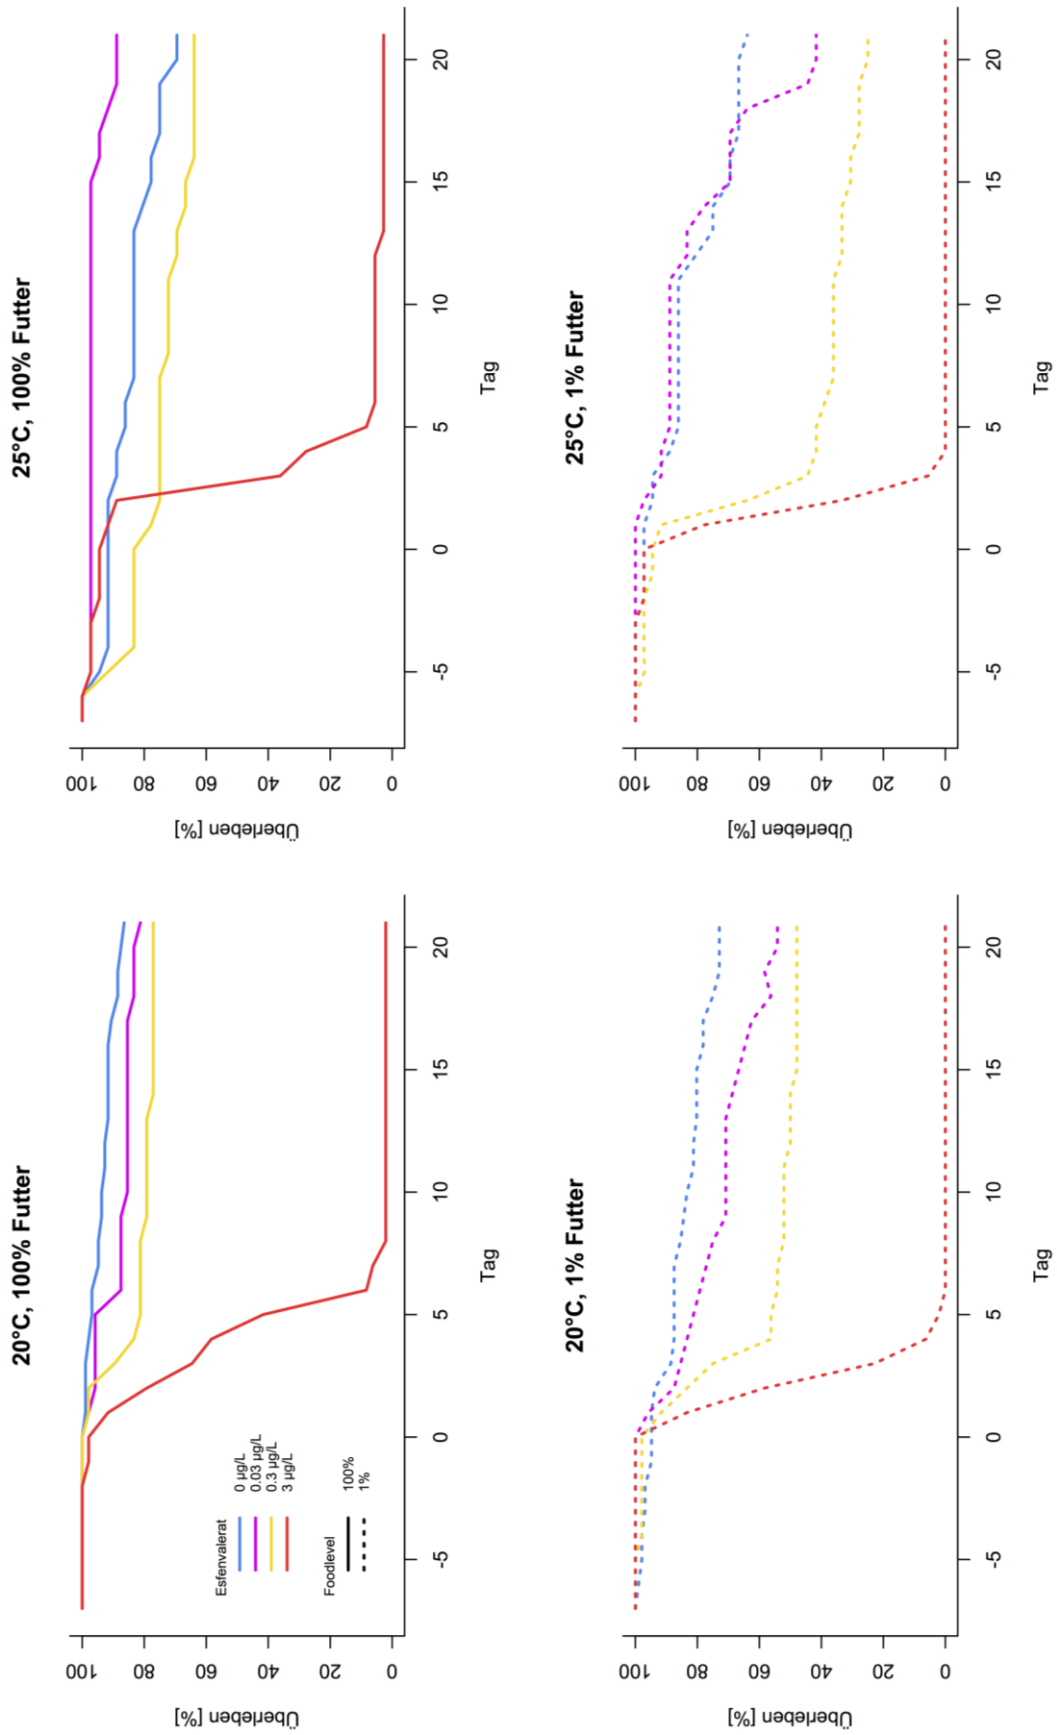 20°C, 100% Futter
Überleben [%]
100
80
60
40
20
0
Esfenvalerat
0 µg/L
0.03 µg/L
0.3 µg/L
3 µg/L
Foodlevel
100%
1%
-5
0
5
10
15
20
Tag
25°C, 100% Futter
Überleben [%]
100
80
60
40
20
0
-5
0
5
10
15
20
Tag
20°C, 1% Futter
Überleben [%]
100
80
60
40
20
0
-5
0
5
10
15
20
Tag
25°C, 1% Futter
Überleben [%]
100
80
60
40
20
0
-5
0
5
10
15
20
Tag